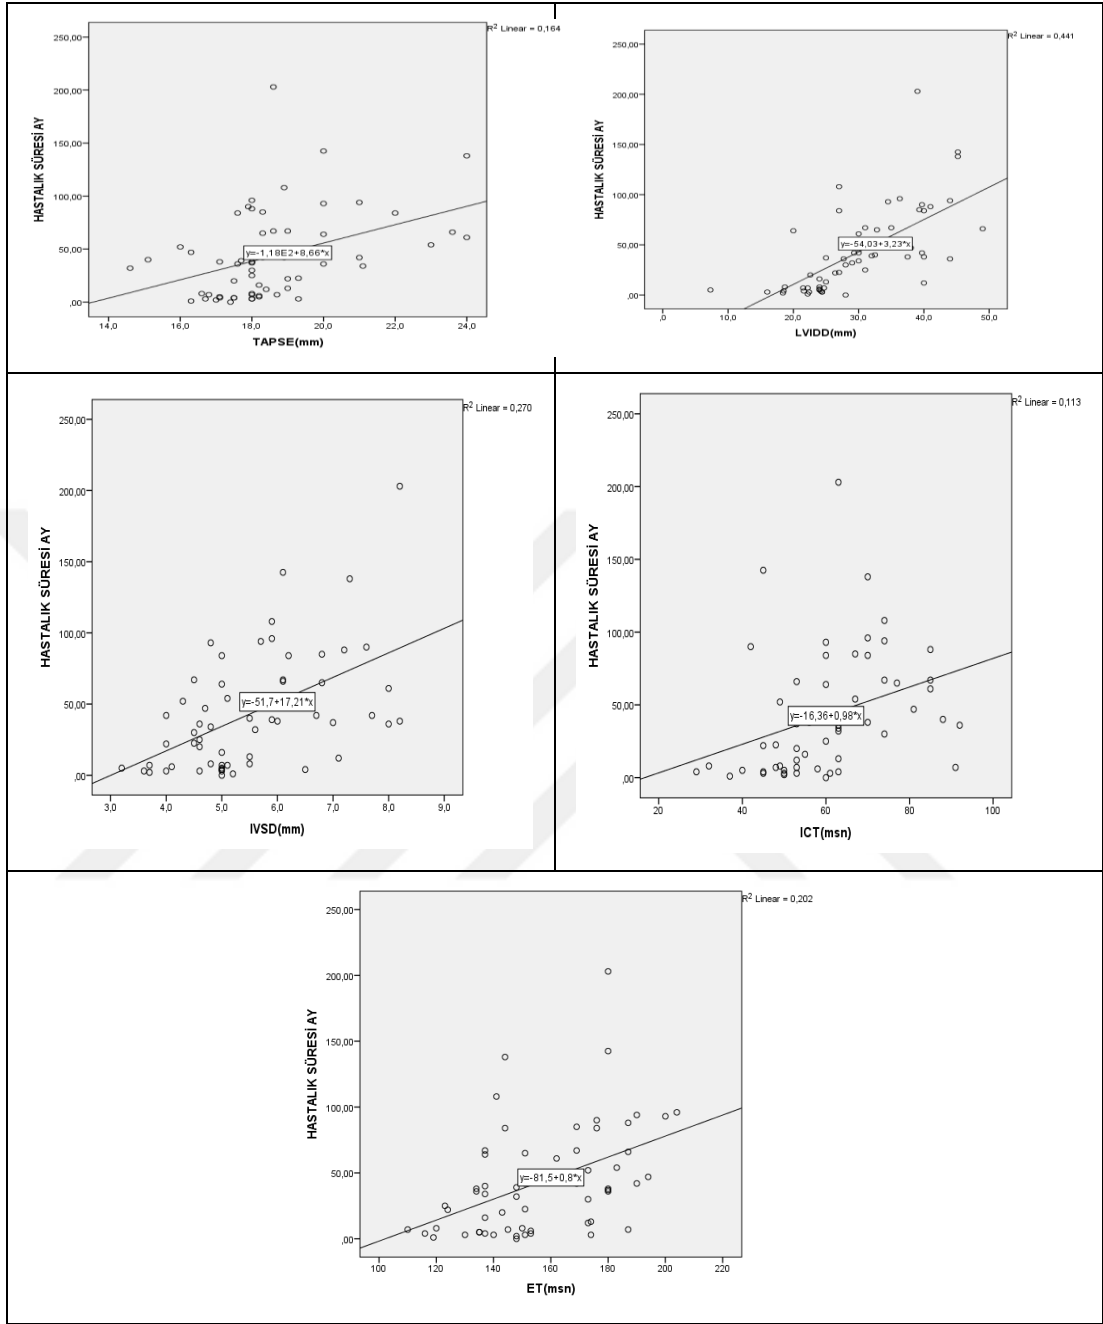 R2 Linear = 0,164
250,00
200,00
150,00
100,00
50,00
,00
HASTALIK SÜRESİ AY
y=-1,18E2+8,66*x
14,0 16,0 18,0 20,0 22,0 24,0
TAPSE(mm)
R2 Linear = 0,441
250,00
200,00
150,00
100,00
50,00
,00
HASTALIK SÜRESİ AY
y=-54,03+3,23*x
,0 10,0 20,0 30,0 40,0 50,0
LVIDD(mm)
R2 Linear = 0,270
250,00
200,00
150,00
100,00
50,00
,00
HASTALIK SÜRESİ AY
y=-51,7+17,21*x
3,0 4,0 5,0 6,0 7,0 8,0 9,0
IVSD(mm)
R2 Linear = 0,113
250,00
200,00
150,00
100,00
50,00
,00
HASTALIK SÜRESİ AY
y=-16,36+0,98*x
20 40 60 80 100
ICT(msn)
R2 Linear = 0,202
250,00
200,00
150,00
100,00
50,00
,00
HASTALIK SÜRESİ AY
y=-81,5+0,8*x
100 120 140 160 180 200 220
ET(msn)